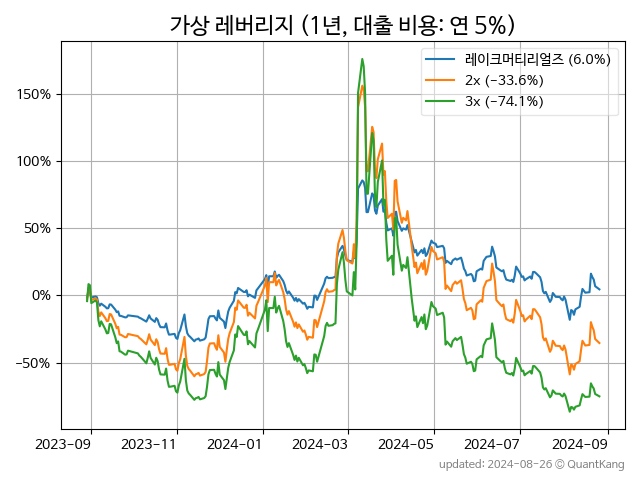 가상 레버리지 (1년, 대출 비용: 연 5%)
레이크머티리얼즈 (6.0%)
2x (−33.6%)
3x (−74.1%)
150%
100%
50%
0%
−50%
2023-09 2023-11 2024-01 2024-03 2024-05 2024-07 2024-09
updated: 2024-08-26 © QuantKang